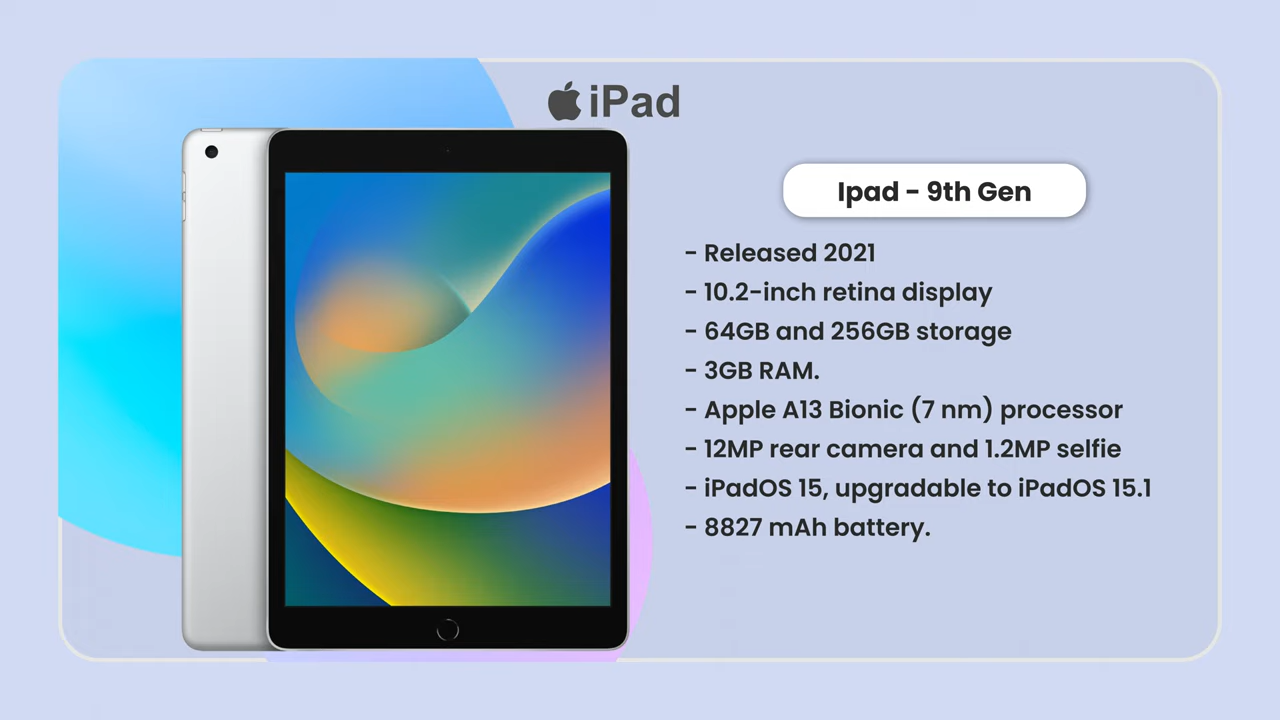 iPad
Ipad - 9th Gen
- Released 2021
- 10.2-inch retina display
- 64GB and 256GB storage
- 3GB RAM.
- Apple A13 Bionic (7 nm) processor
- 12MP rear camera and 1.2MP selfie
- iPadOS 15, upgradable to iPadOS 15.1
- 8827 mAh battery.